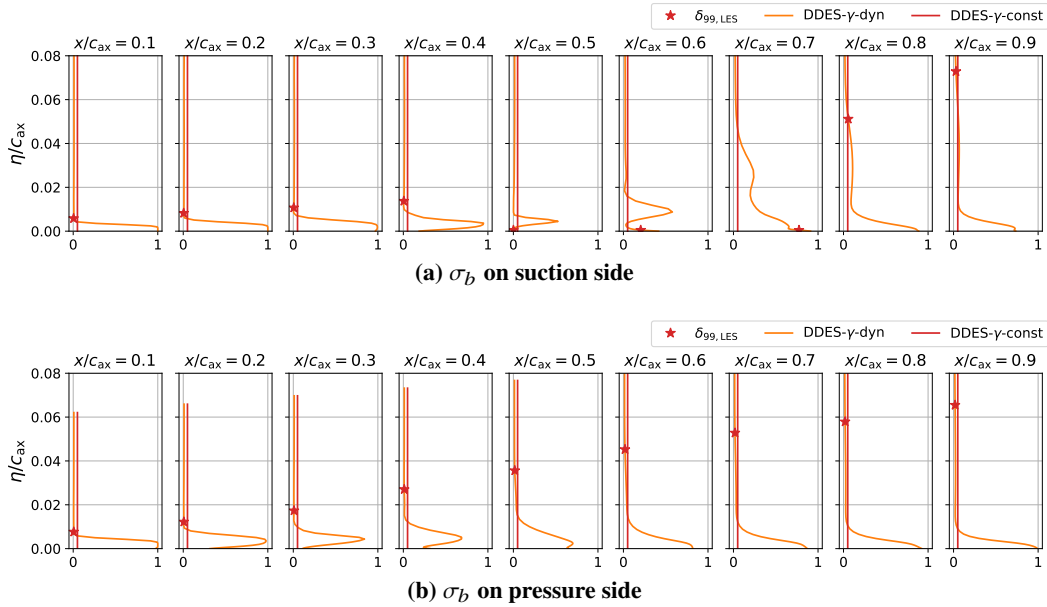 δ99,LES DDES-γ-dyn DDES-γ-const
x/cax = 0.1 x/cax = 0.2 x/cax = 0.3 x/cax = 0.4 x/cax = 0.5 x/cax = 0.6 x/cax = 0.7 x/cax = 0.8 x/cax = 0.9
0.08
0.06
0.04
0.02
0.00
η/cax
0 1 0 1 0 1 0 1 0 1 0 1 0 1 0 1 0 1
(a) σb on suction side
δ99,LES DDES-γ-dyn DDES-γ-const
x/cax = 0.1 x/cax = 0.2 x/cax = 0.3 x/cax = 0.4 x/cax = 0.5 x/cax = 0.6 x/cax = 0.7 x/cax = 0.8 x/cax = 0.9
0.08
0.06
0.04
0.02
0.00
η/cax
0 1 0 1 0 1 0 1 0 1 0 1 0 1 0 1 0 1
(b) σb on pressure side